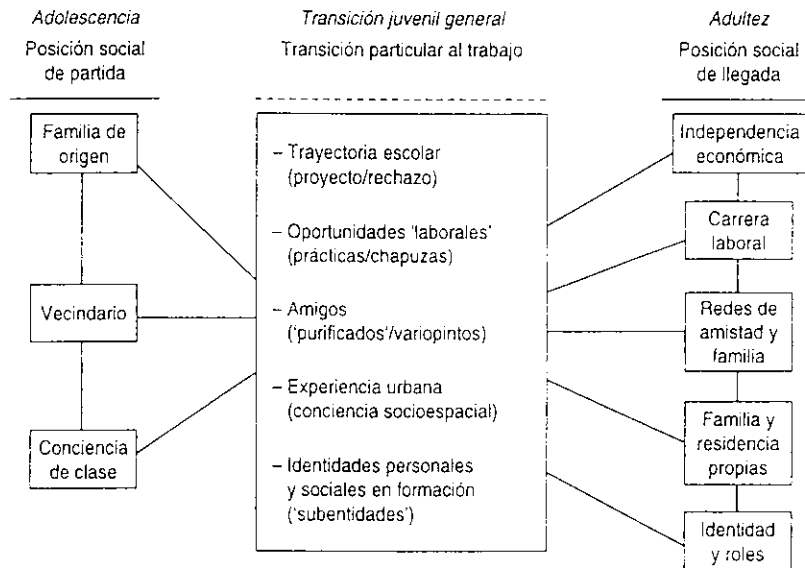 Adolescencia
Posición social
de partida
Familia de
origen
Vecindario
Conciencia
de clase
Transición juvenil general
Transición particular al trabajo
– Trayectoria escolar
(proyecto/rechazo)
– Oportunidades 'laborales'
(prácticas/chapuzas)
– Amigos
('purificados'/variopintos)
– Experiencia urbana
(conciencia socioespacial)
– Identidades personales
y sociales en formación
('subentidades')
Adultez
Posición social
de llegada
Independencia
económica
Carrera
laboral
Redes de
amistad y
familia
Familia y
residencia
propias
Identidad
y roles